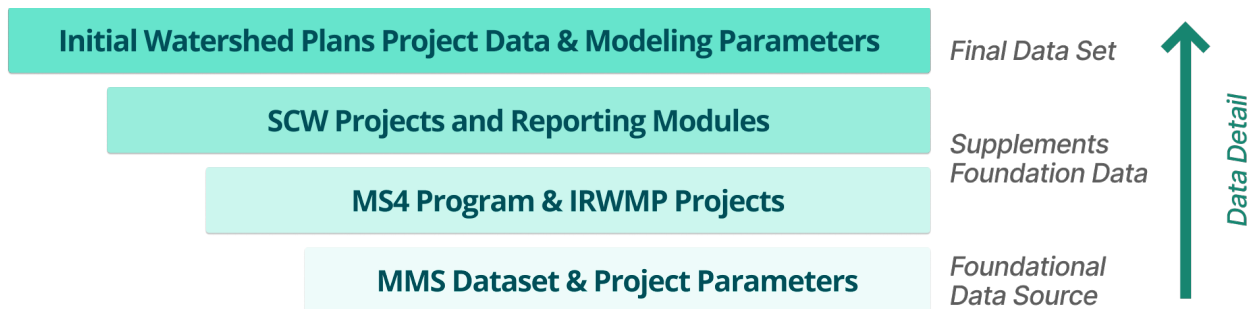 Initial Watershed Plans Project Data & Modeling Parameters
Final Data Set
SCW Projects and Reporting Modules
Supplements
Foundation Data
MS4 Program & IRWMP Projects
MMS Dataset & Project Parameters
Foundational
Data Source
Data Detail